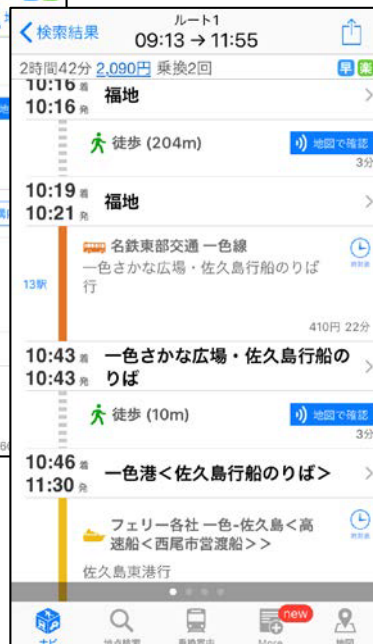 検索結果
ルート1
09:13 → 11:55
2時間42分 2,090円 乗換2回
早 楽
10:16 着
10:16 発
福地
徒歩 (204m)
地図で確認
3分
10:19 着
10:21 発
福地
名鉄東部交通 一色線
一色さかな広場・佐久島行船のりば
行
13駅
410円 22分
10:43 着
10:43 発
一色さかな広場・佐久島行船の
りば
徒歩 (10m)
地図で確認
3分
10:46 着
11:30 発
一色港<佐久島行船のりば>
フェリー各社 一色-佐久島<高
速船<西尾市営渡船>>
佐久島東港行
new
ナビ
More
地図